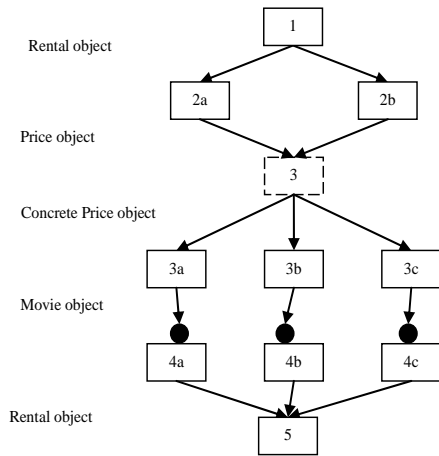 1
Rental object
2a
2b
Price object
3
Concrete Price object
3a
3b
3c
Movie object
4a
4b
4c
Rental object
5